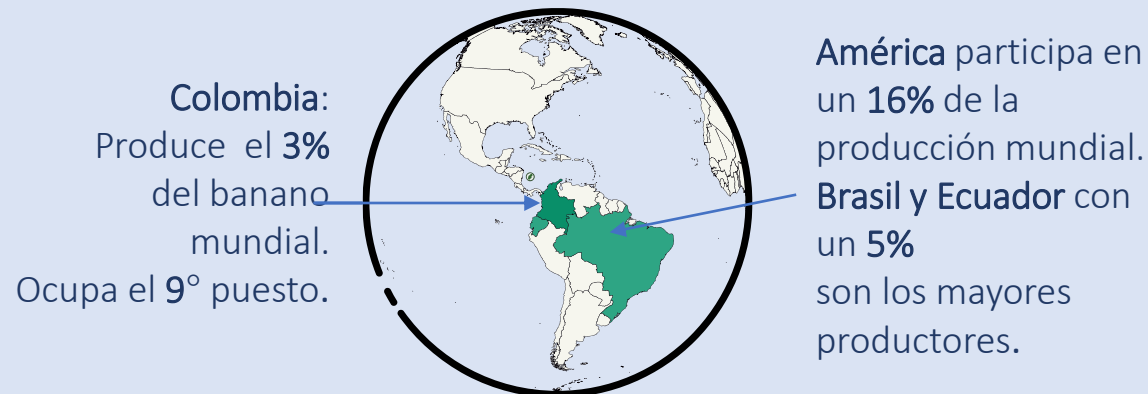 Colombia:
Produce el 3%
del banano
mundial.
Ocupa el 9° puesto.
América participa en
un 16% de la
producción mundial.
Brasil y Ecuador con
un 5%
son los mayores
productores.